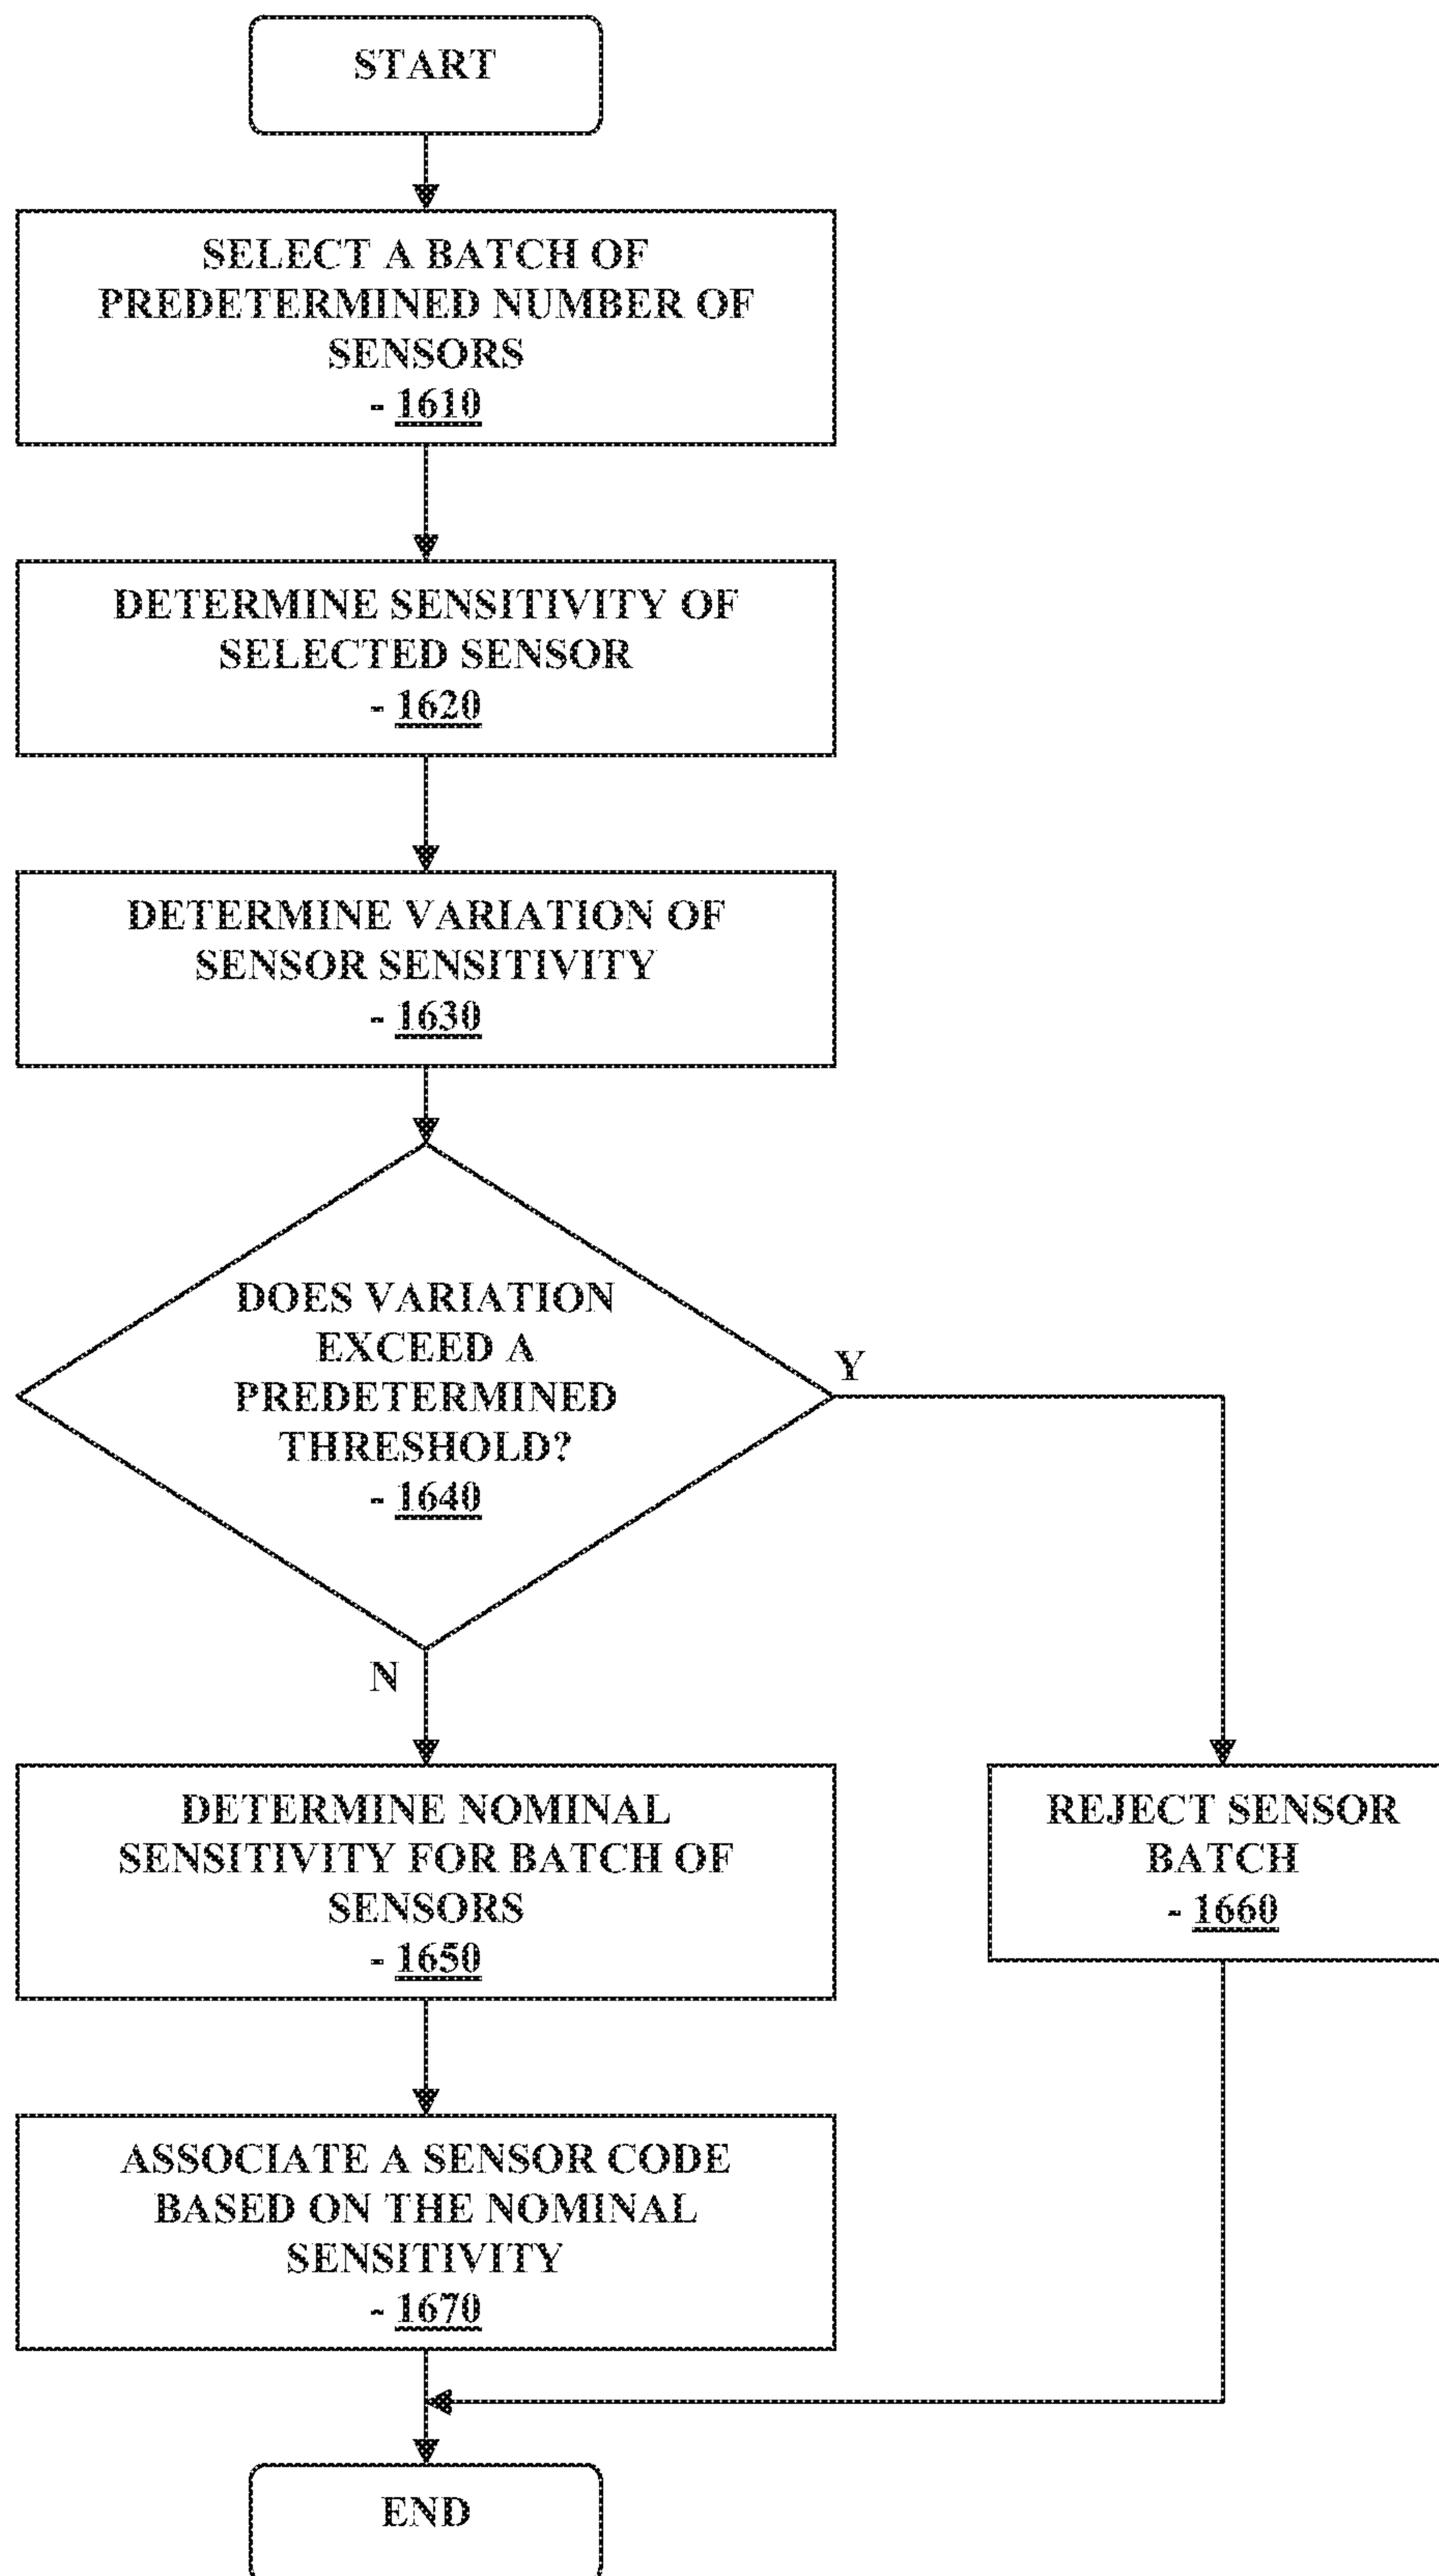 START
SELECT A BATCH OF
PREDETERMINED NUMBER OF
SENSORS
- 1610
DETERMINE SENSITIVITY OF
SELECTED SENSOR
- 1620
DETERMINE VARIATION OF
SENSOR SENSITIVITY
- 1630
DOES VARIATION
EXCEED A
PREDETERMINED
THRESHOLD?
- 1640
Y
N
DETERMINE NOMINAL
SENSITIVITY FOR BATCH OF
SENSORS
- 1650
REJECT SENSOR
BATCH
- 1660
ASSOCIATE A SENSOR CODE
BASED ON THE NOMINAL
SENSITIVITY
- 1670
END